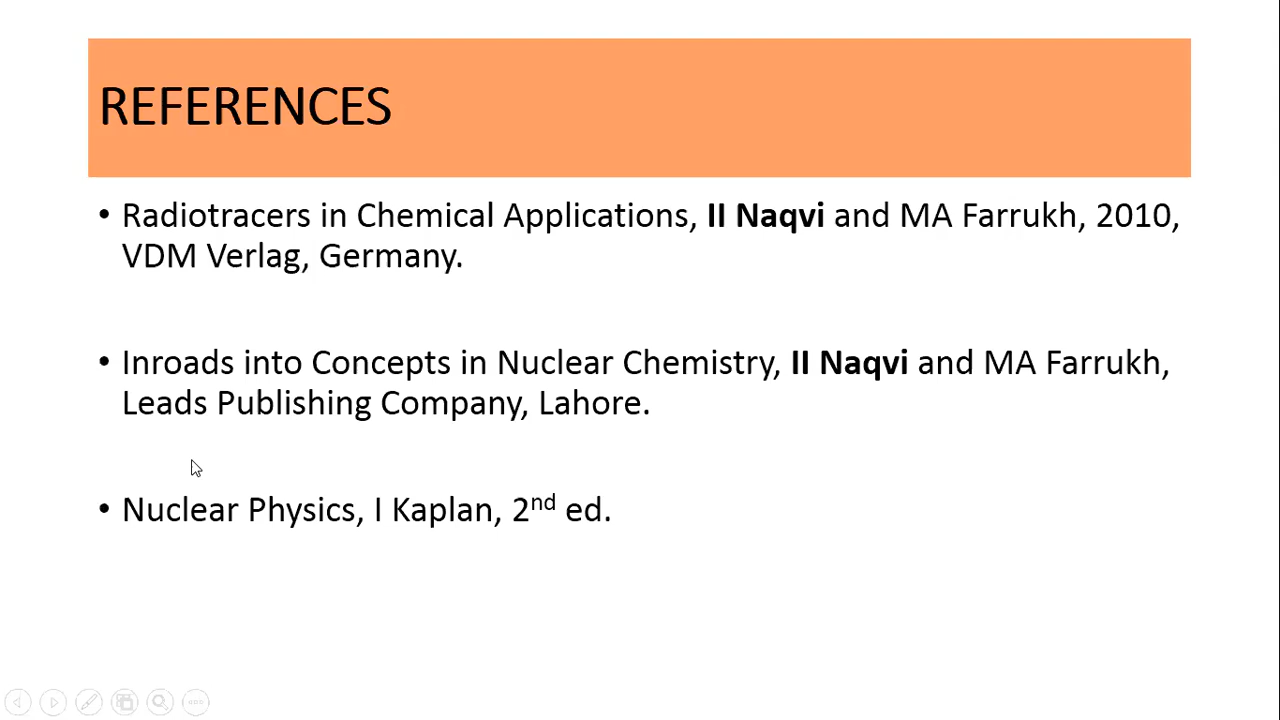 REFERENCES
• Radiotracers in Chemical Applications, II Naqvi and MA Farrukh, 2010,
VDM Verlag, Germany.
• Inroads into Concepts in Nuclear Chemistry, II Naqvi and MA Farrukh,
Leads Publishing Company, Lahore.
• Nuclear Physics, I Kaplan, 2nd ed.